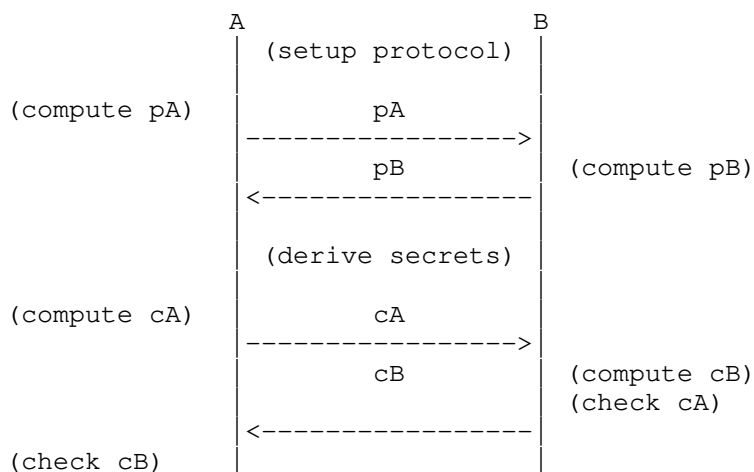 A B
(setup protocol)
(compute pA) pA
pB (compute pB)
(derive secrets)
(compute cA) cA
cB (compute cB)
(check cA)
(check cB)